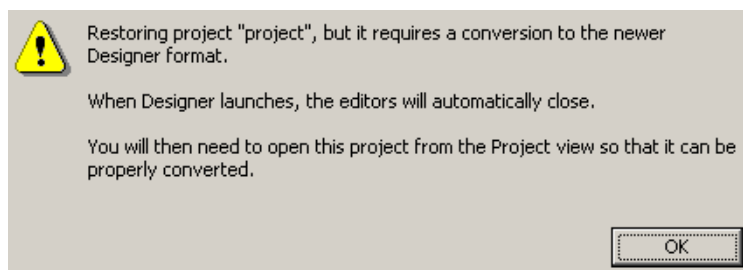 Restoring project "project", but it requires a conversion to the newer
Designer format.
When Designer launches, the editors will automatically close.
You will then need to open this project from the Project view so that it can be
properly converted.
OK